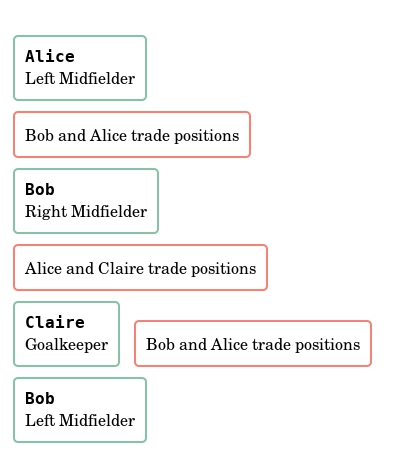 Alice
Left Midfielder
Bob and Alice trade positions
Bob
Right Midfielder
Alice and Claire trade positions
Claire
Goalkeeper
Bob and Alice trade positions
Bob
Left Midfielder